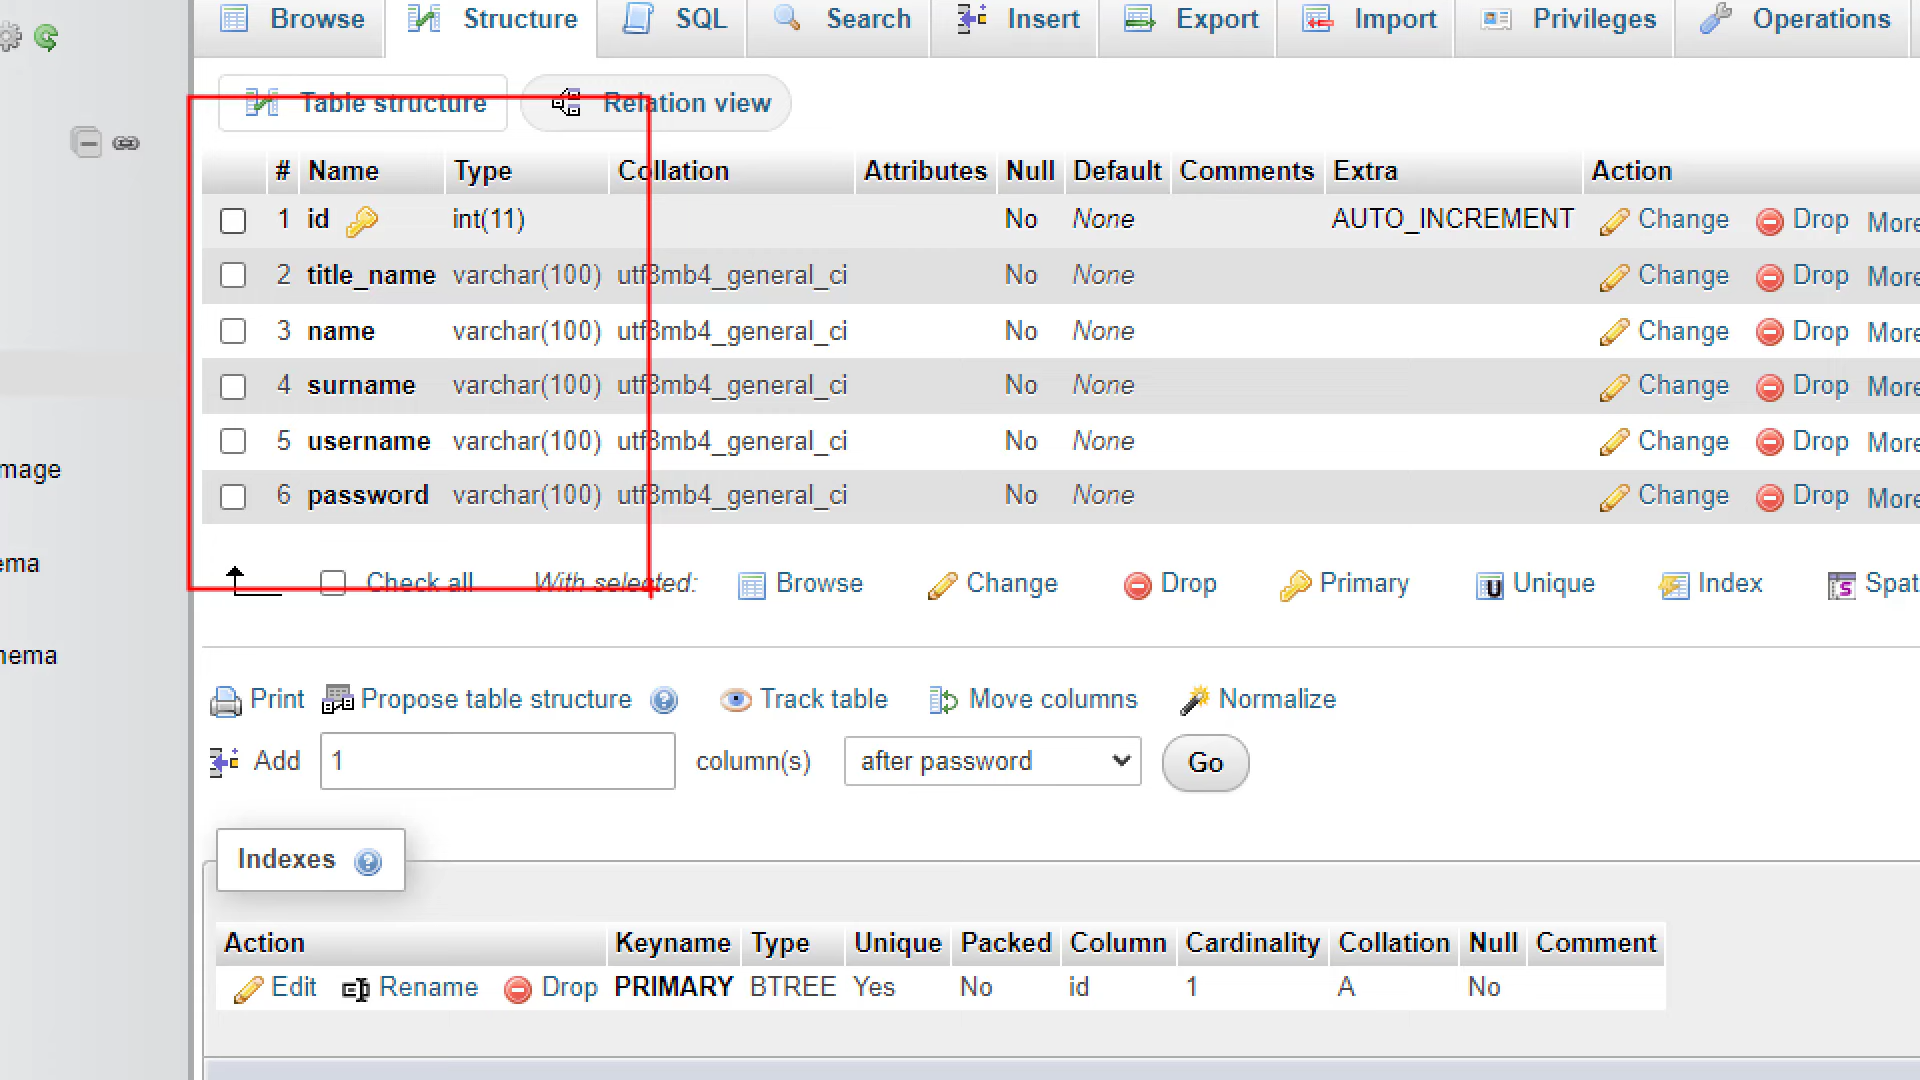 Browse Structure SQL Search Insert Export Import Privileges Operations
Table structure Relation view
# Name Type Collation Attributes Null Default Comments Extra Action
1 id int(11) No None AUTO_INCREMENT Change Drop More
2 title_name varchar(100) utf8mb4_general_ci No None Change Drop More
3 name varchar(100) utf8mb4_general_ci No None Change Drop More
mage
4 surname varchar(100) utf8mb4_general_ci No None Change Drop More
5 username varchar(100) utf8mb4_general_ci No None Change Drop More
6 password varchar(100) utf8mb4_general_ci No None Change Drop More
ema
Check all With selected: Browse Change Drop Primary Unique Index Spat
nema
Print Propose table structure Track table Move columns Normalize
Add 1 column(s) after password Go
Indexes
Action Keyname Type Unique Packed Column Cardinality Collation Null Comment
Edit Rename Drop PRIMARY BTREE Yes No id 1 A No